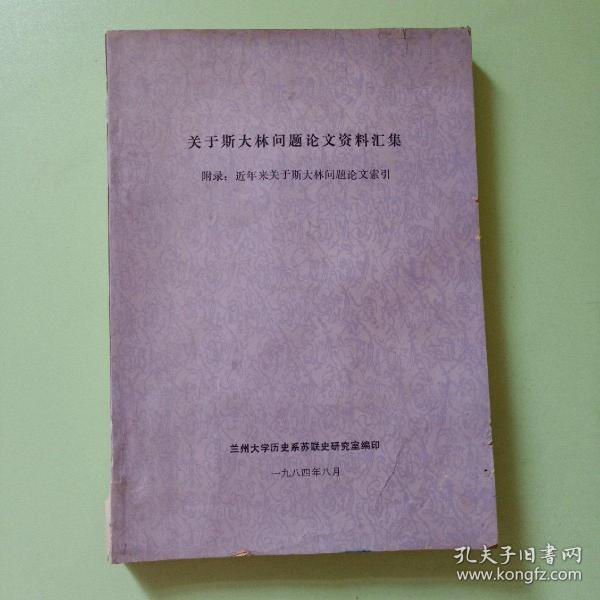 关于斯大林问题论文资料汇集
附录：近年来关于斯大林问题论文索引
兰州大学历史系苏联史研究室编印
一九八四年八月
孔夫子旧书网
www.kongfz.com